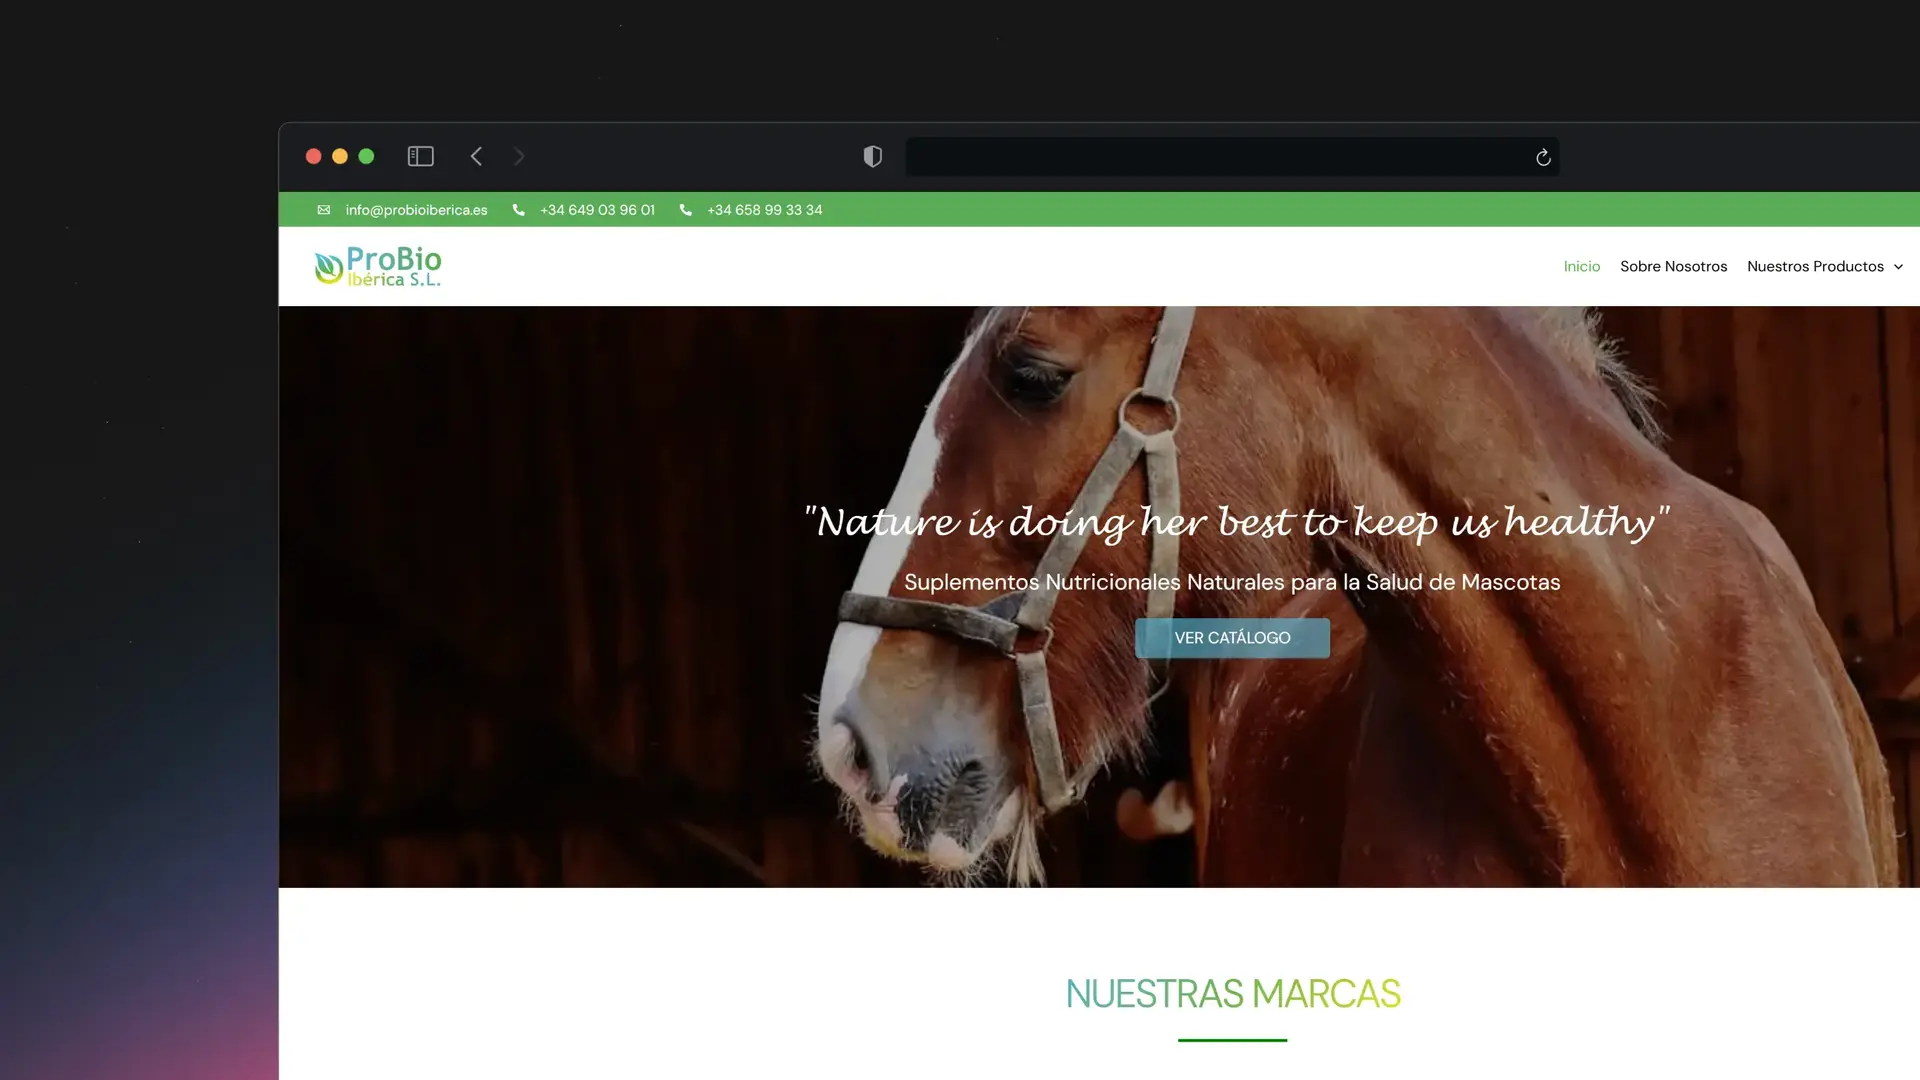 info@probioiberica.es +34 649 03 96 01 +34 658 99 33 34
ProBio
Ibérica S.L.
Inicio Sobre Nosotros Nuestros Productos
"Nature is doing her best to keep us healthy"
Suplementos Nutricionales Naturales para la Salud de Mascotas
VER CATÁLOGO
NUESTRAS MARCAS